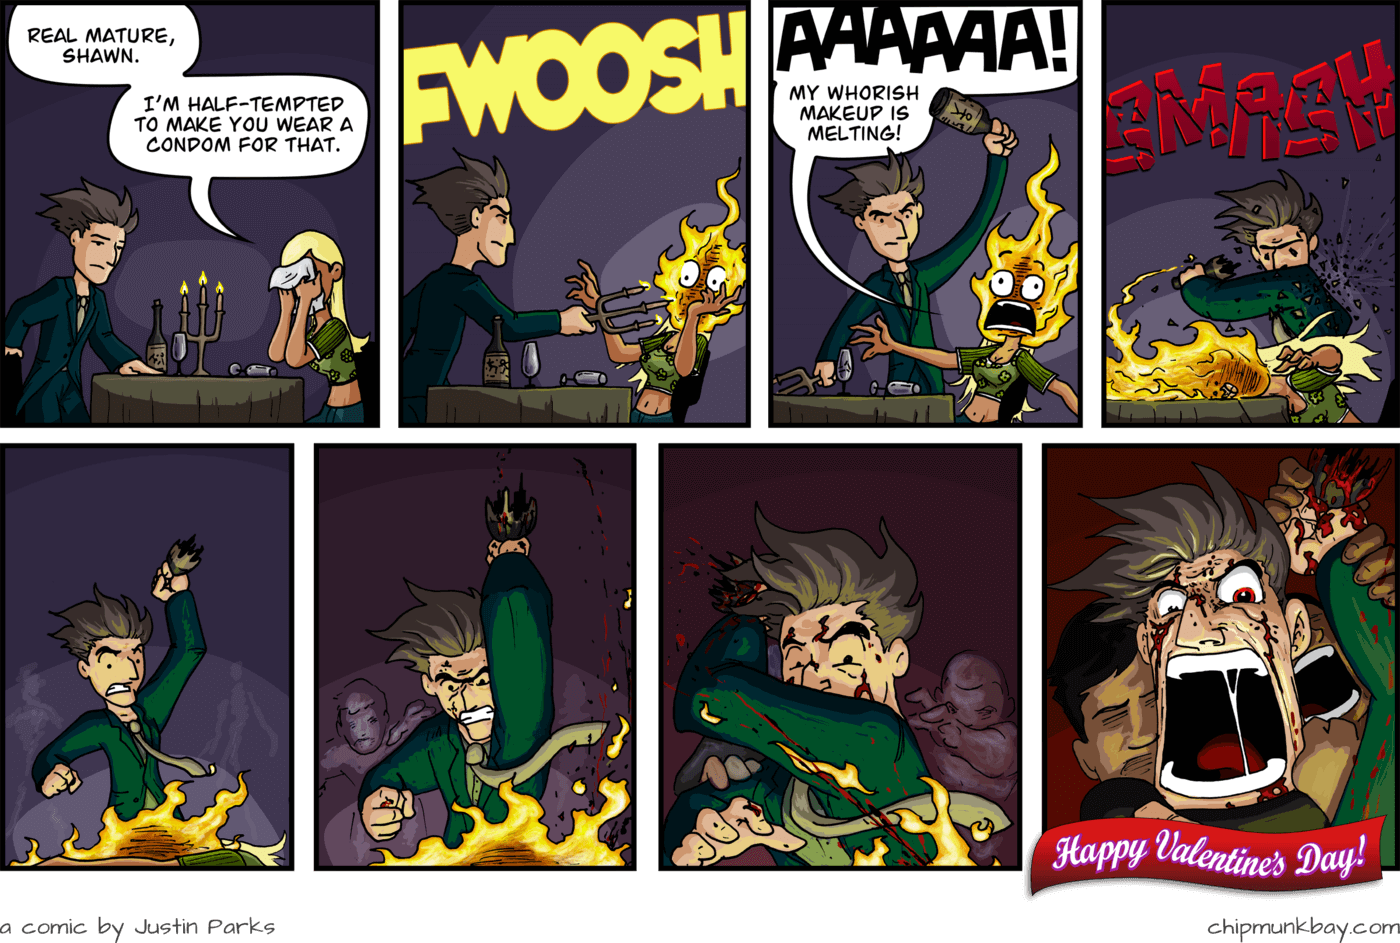 REAL MATURE,
SHAWN.
I'M HALF-TEMPTED
TO MAKE YOU WEAR A
CONDOM FOR THAT.
FWOOSH
AAAAAA!
MY WHORISH
MAKEUP IS
MELTING!
SMASH
Happy Valentine's Day!
a comic by Justin Parks
chipmunkbay.com